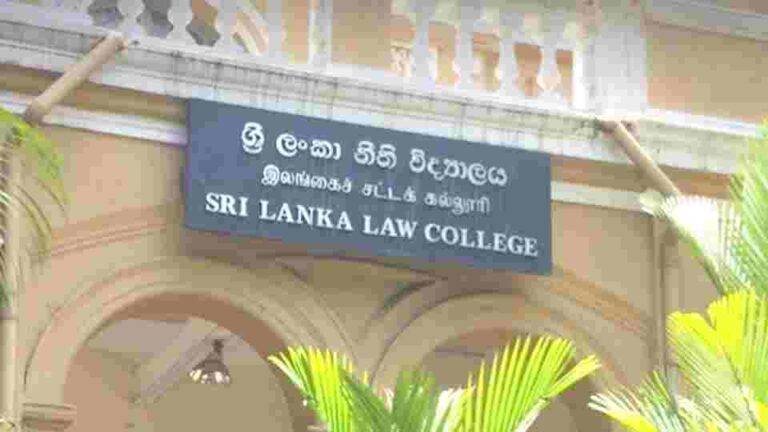 ශ්‍රී ලංකා නීති විද්‍යාලය
இலங்கைச் சட்டக் கல்லூரி
SRI LANKA LAW COLLEGE